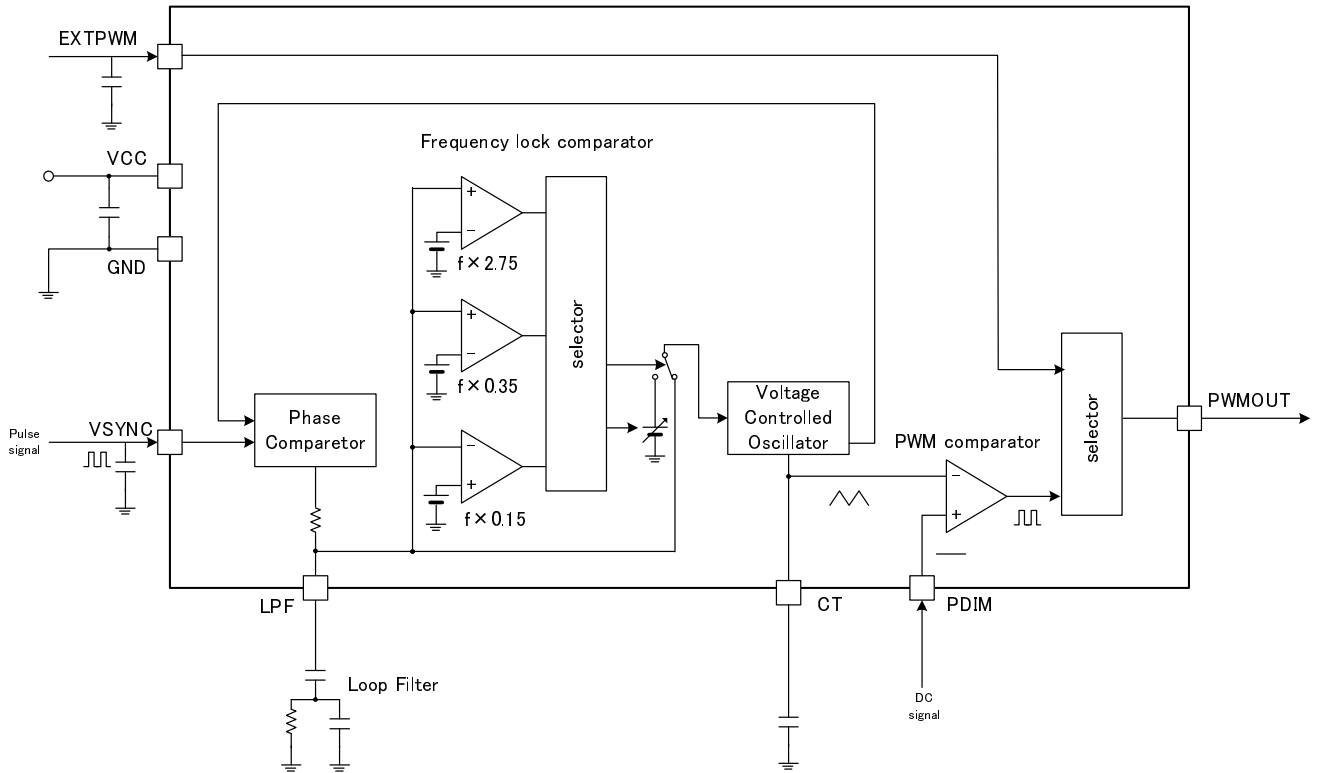 EXTPWM
Frequency lock comparator
VCC
GND
f×2.75
f×0.35
f×0.15
selector
Phase
Comparetor
VSYNC
Pulse
signal
Voltage
Controlled
Oscillator
PWM comparator
selector
PWMOUT
LPF
CT
PDIM
Loop Filter
DC
signal